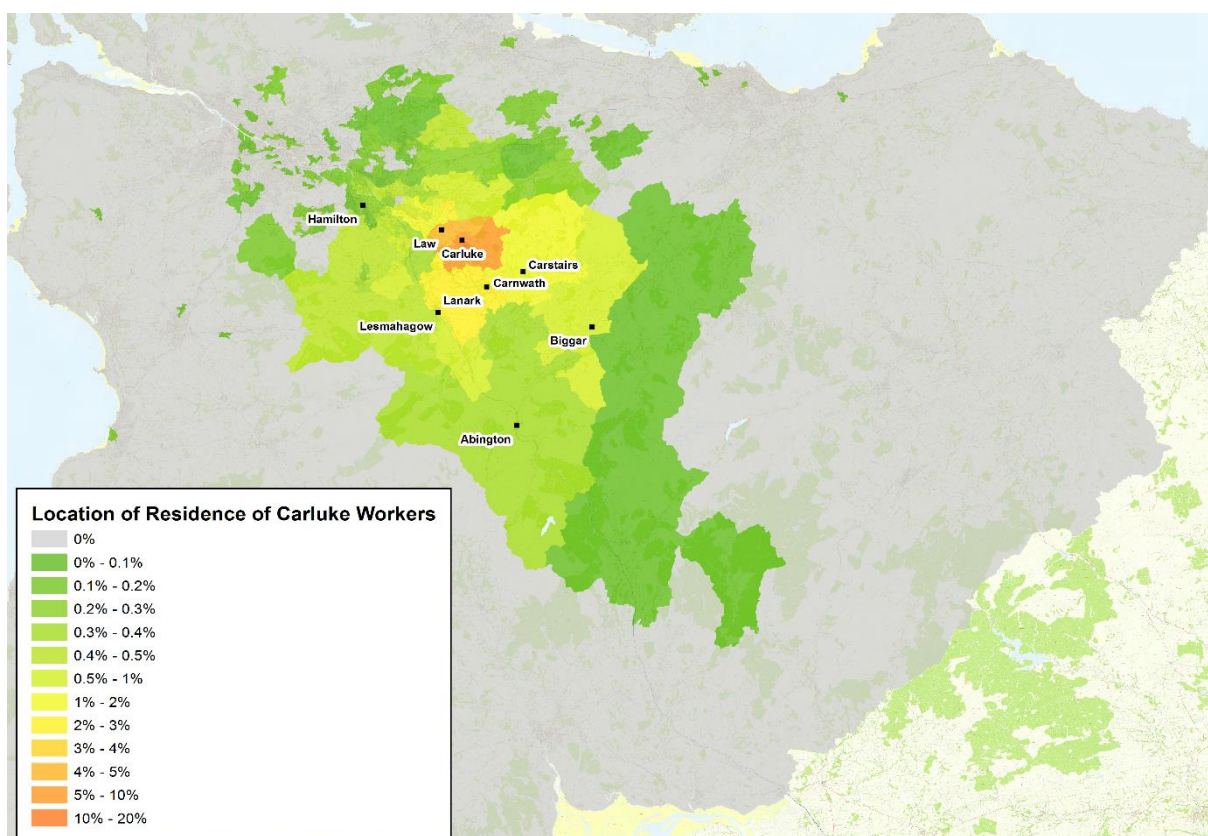 Hamilton
Law
Carluke
Carstairs
Carnwath
Lanark
Lesmahagow
Biggar
Abington
Location of Residence of Carluke Workers
0%
0% - 0.1%
0.1% - 0.2%
0.2% - 0.3%
0.3% - 0.4%
0.4% - 0.5%
0.5% - 1%
1% - 2%
2% - 3%
3% - 4%
4% - 5%
5% - 10%
10% - 20%